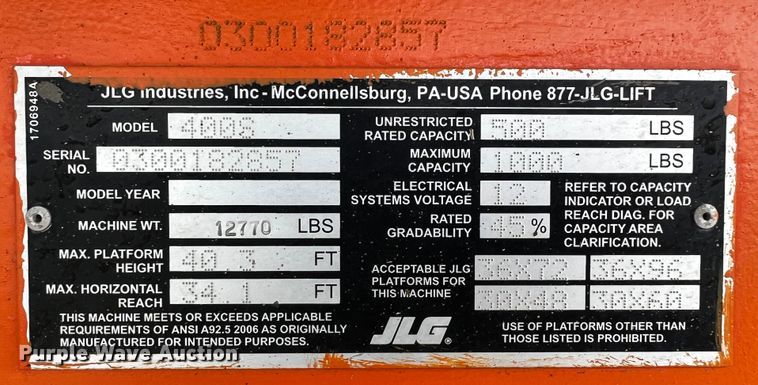 0300182857
1706948A
JLG Industries, Inc - McConnellsburg, PA-USA Phone 877-JLG-LIFT
MODEL 400S
SERIAL NO. 0300182857
MODEL YEAR
MACHINE WT. 12770 LBS
MAX. PLATFORM HEIGHT 40.3 FT
MAX. HORIZONTAL REACH 34.1 FT
THIS MACHINE MEETS OR EXCEEDS APPLICABLE
REQUIREMENTS OF ANSI A92.5 2006 AS ORIGINALLY
MANUFACTURED FOR INTENDED PURPOSES.
UNRESTRICTED RATED CAPACITY 500 LBS
MAXIMUM CAPACITY 1000 LBS
ELECTRICAL SYSTEMS VOLTAGE 12
RATED GRADABILITY 45%
REFER TO CAPACITY
INDICATOR OR LOAD
REACH DIAG. FOR
CAPACITY AREA
CLARIFICATION.
ACCEPTABLE JLG
PLATFORMS FOR
THIS MACHINE
36X72 36X96
30X48 30X60
JLG®
USE OF PLATFORMS OTHER THAN
THOSE LISTED IS PROHIBITED.
Purple Wave Auction